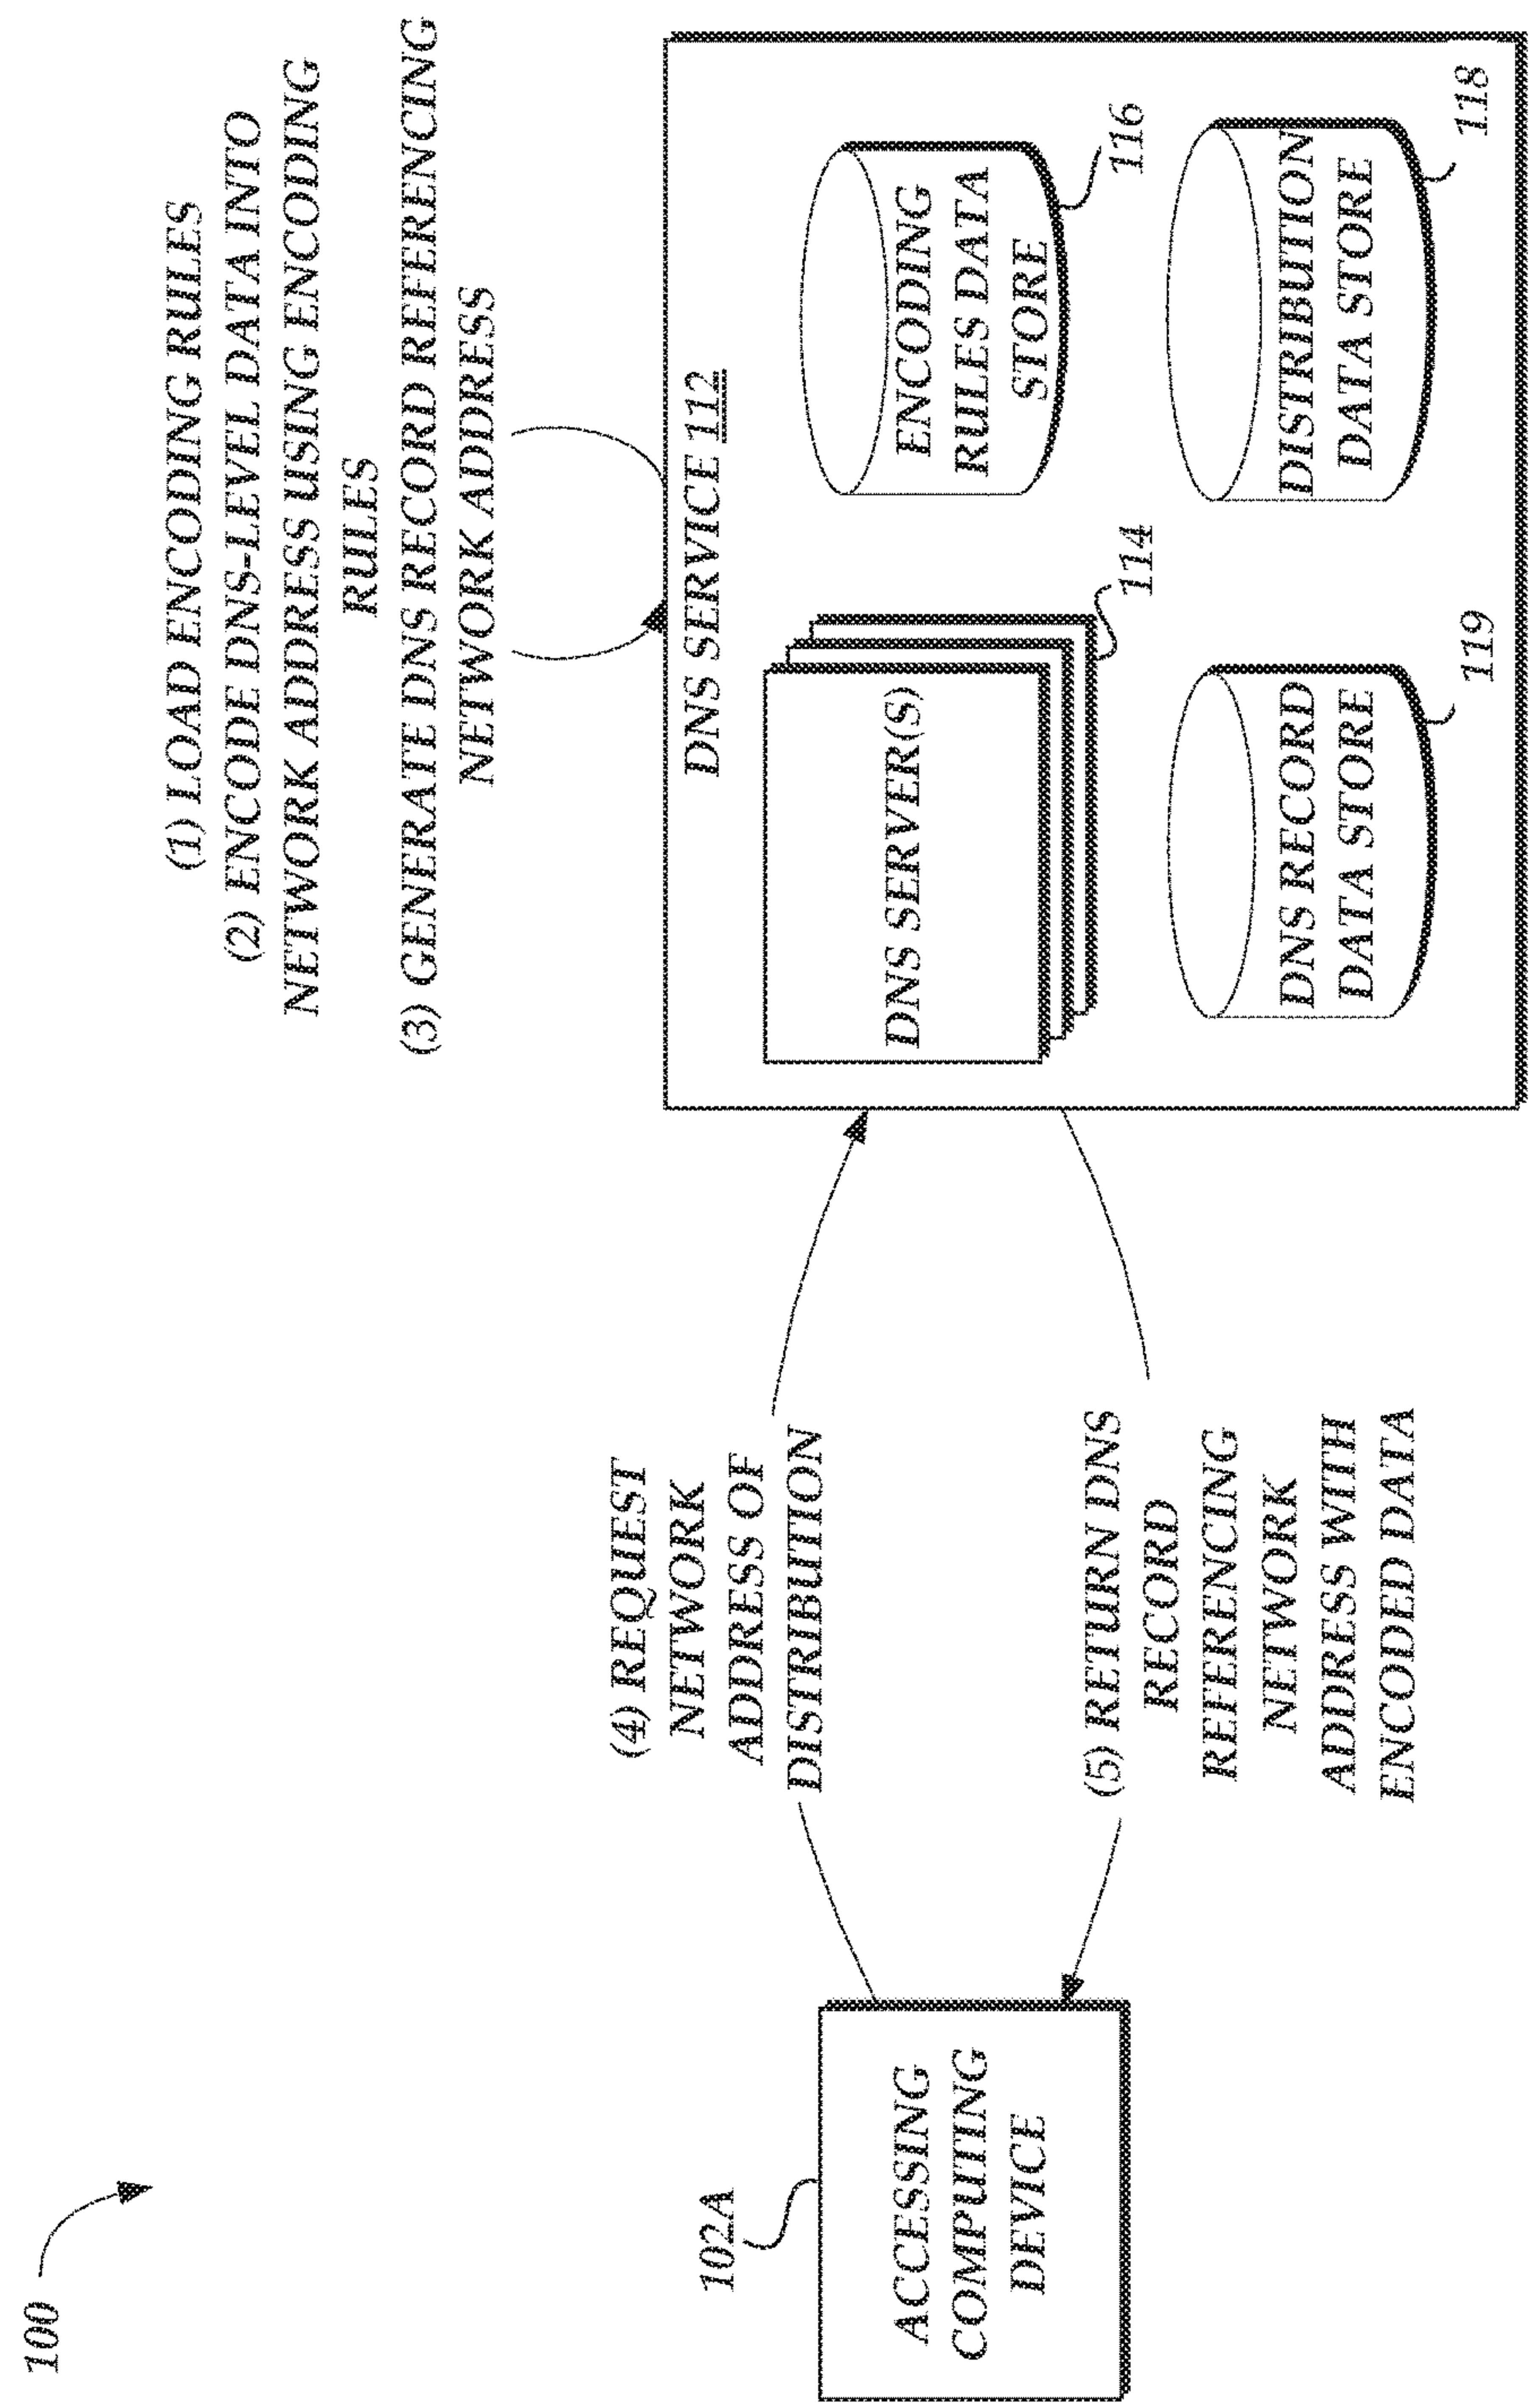 100
(1) LOAD ENCODING RULES
(2) ENCODE DNS-LEVEL DATA INTO
NETWORK ADDRESS USING ENCODING
RULES
(3) GENERATE DNS RECORD REFERENCING
NETWORK ADDRESS
102A
ACCESSING
COMPUTING
DEVICE
(4) REQUEST
NETWORK
ADDRESS OF
DISTRIBUTION
(5) RETURN DNS
RECORD
REFERENCING
NETWORK
ADDRESS WITH
ENCODED DATA
DNS SERVICE 112
DNS SERVER(S)
114
ENCODING
RULES DATA
STORE
116
DNS RECORD
DATA STORE
119
DISTRIBUTION
DATA STORE
118